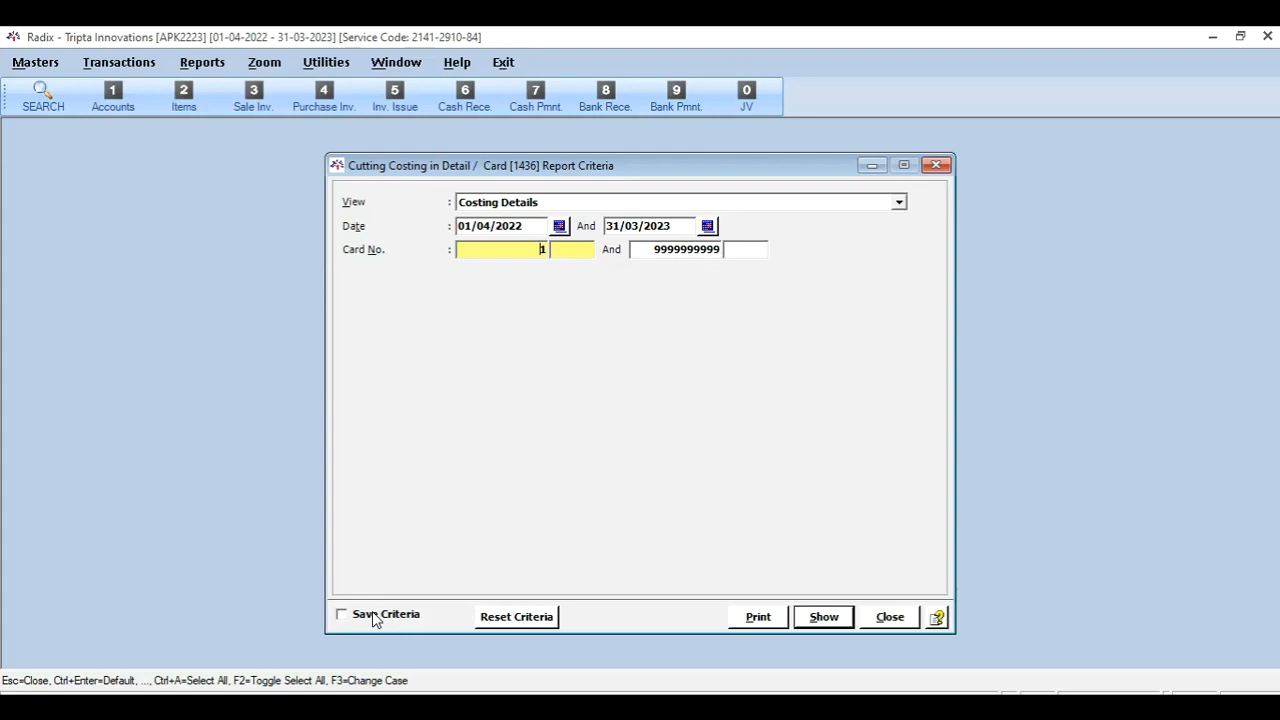 Radix - Tripta Innovations [APK2223] [01-04-2022 - 31-03-2023] [Service Code: 2141-2910-84]
Masters Transactions Reports Zoom Utilities Window Help Exit
1 2 3 4 5 6 7 8 9 0
SEARCH Accounts Items Sale Inv. Purchase Inv. Inv. Issue Cash Rece. Cash Pmnt. Bank Rece. Bank Pmnt. JV
Cutting Costing in Detail / Card [1436] Report Criteria
View : Costing Details
Date : 01/04/2022 And 31/03/2023
Card No. : 1 And 9999999999
Save Criteria Reset Criteria Print Show Close
Esc=Close, Ctrl+Enter=Default, ..., Ctrl+A=Select All, F2=Toggle Select All, F3=Change Case